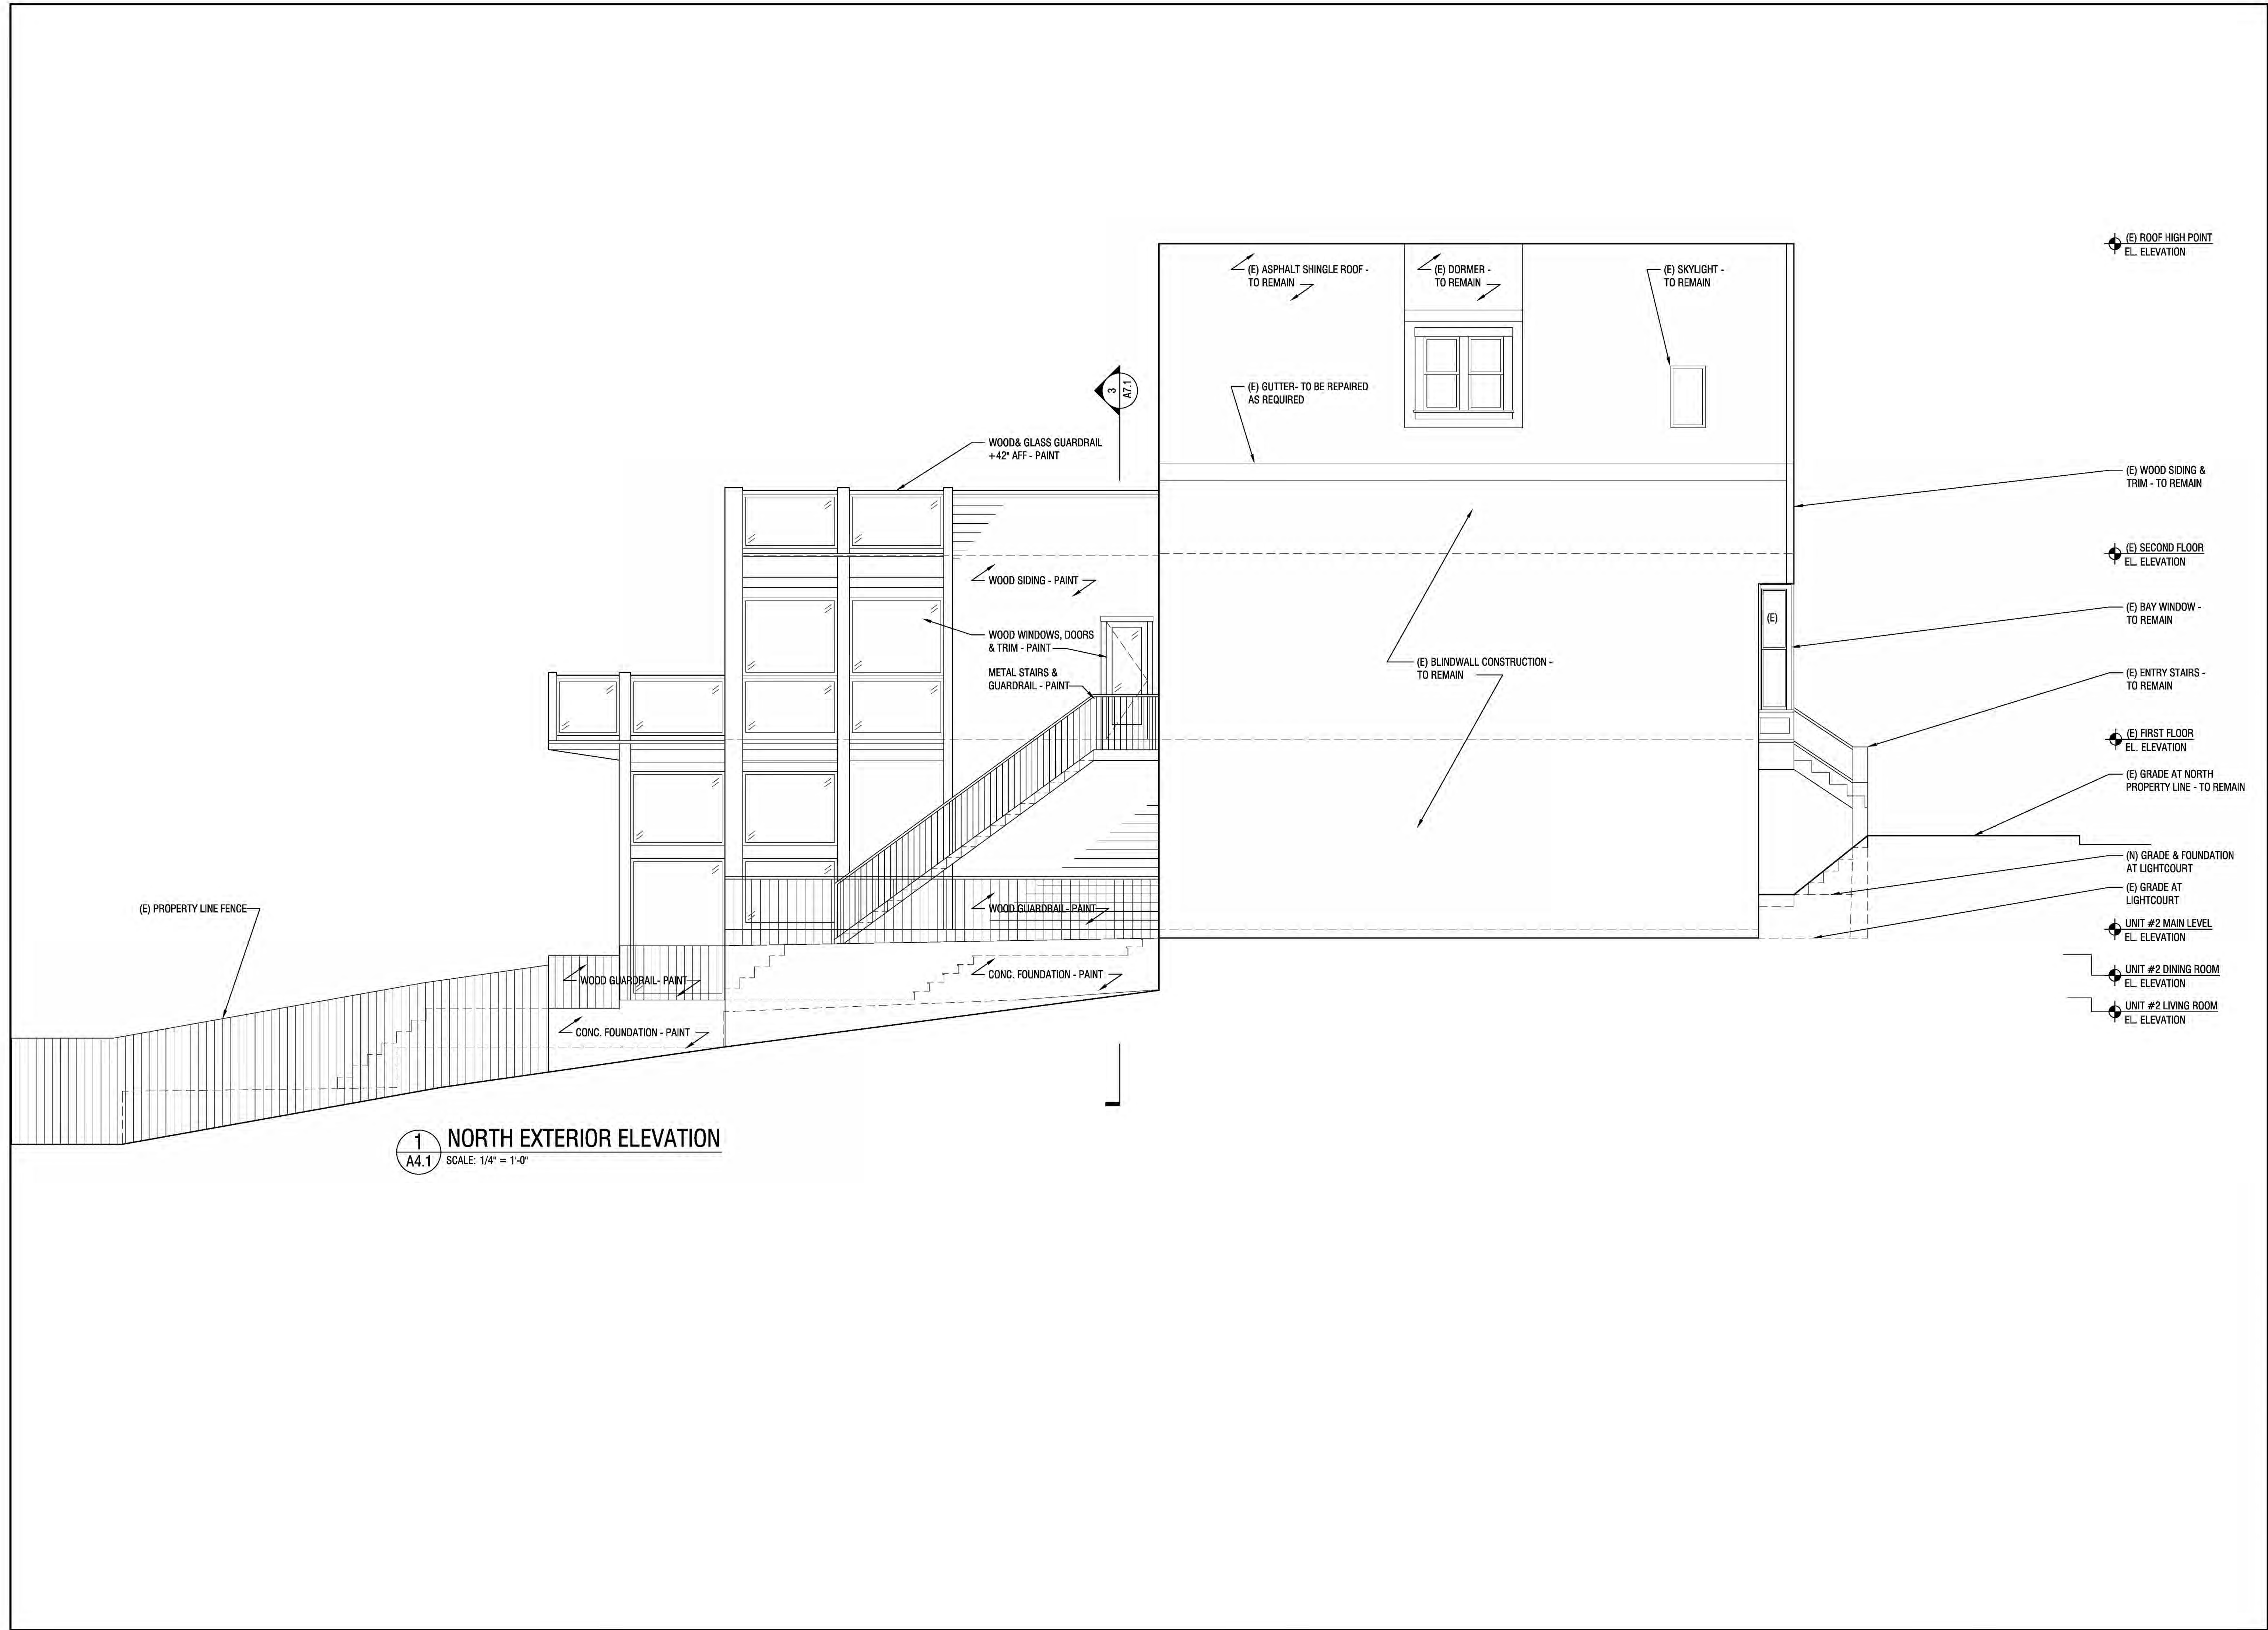 (E) ROOF HIGH POINT
EL. ELEVATION
(E) ASPHALT SHINGLE ROOF -
TO REMAIN
(E) DORMER -
TO REMAIN
(E) SKYLIGHT -
TO REMAIN
3
A7.1
(E) GUTTER- TO BE REPAIRED
AS REQUIRED
WOOD& GLASS GUARDRAIL
+42" AFF - PAINT
(E) WOOD SIDING &
TRIM - TO REMAIN
(E) SECOND FLOOR
EL. ELEVATION
WOOD SIDING - PAINT
(E) BAY WINDOW -
TO REMAIN
(E)
WOOD WINDOWS, DOORS
& TRIM - PAINT
METAL STAIRS &
GUARDRAIL - PAINT
(E) BLINDWALL CONSTRUCTION -
TO REMAIN
(E) ENTRY STAIRS -
TO REMAIN
(E) FIRST FLOOR
EL. ELEVATION
(E) GRADE AT NORTH
PROPERTY LINE - TO REMAIN
(N) GRADE & FOUNDATION
AT LIGHTCOURT
(E) GRADE AT
LIGHTCOURT
(E) PROPERTY LINE FENCE
WOOD GUARDRAIL- PAINT
UNIT #2 MAIN LEVEL
EL. ELEVATION
WOOD GUARDRAIL- PAINT
CONC. FOUNDATION - PAINT
UNIT #2 DINING ROOM
EL. ELEVATION
UNIT #2 LIVING ROOM
EL. ELEVATION
CONC. FOUNDATION - PAINT
1
A4.1
NORTH EXTERIOR ELEVATION
SCALE: 1/4" = 1'-0"